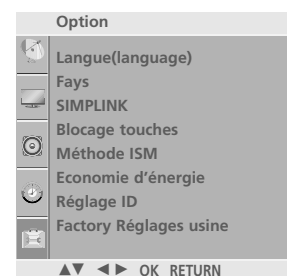 Option
Langue(language)
Fays
SIMPLINK
Blocage touches
Méthode ISM
Economie d'énergie
Réglage ID
Factory Réglages usine
▲▼ ◄ ► OK RETURN